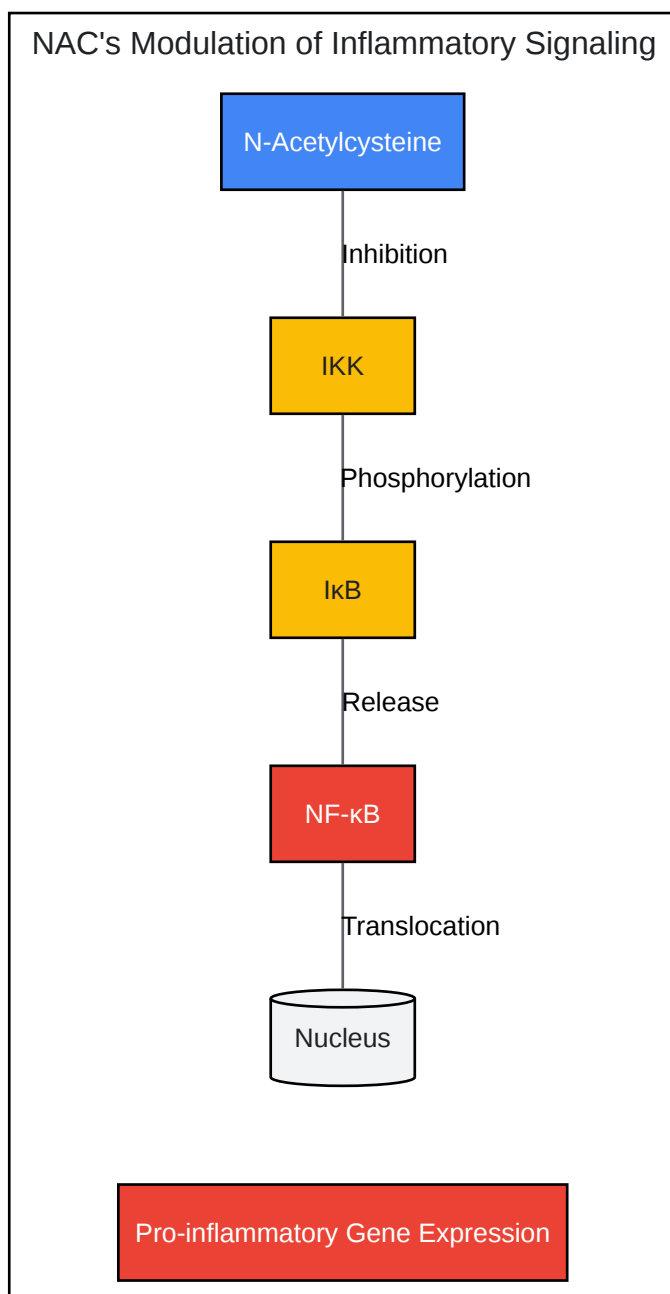 NAC's Modulation of Inflammatory Signaling
N-Acetylcysteine
Inhibition
IKK
Phosphorylation
IκB
Release
NF-κB
Translocation
Nucleus
Pro-inflammatory Gene Expression